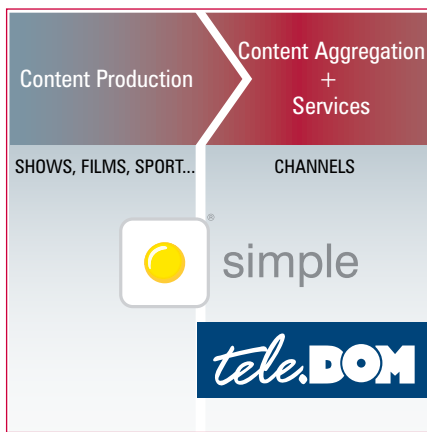 Content Production
Content Aggregation
+
Services
SHOWS, FILMS, SPORT...
CHANNELS
®
simple
tele.DOM